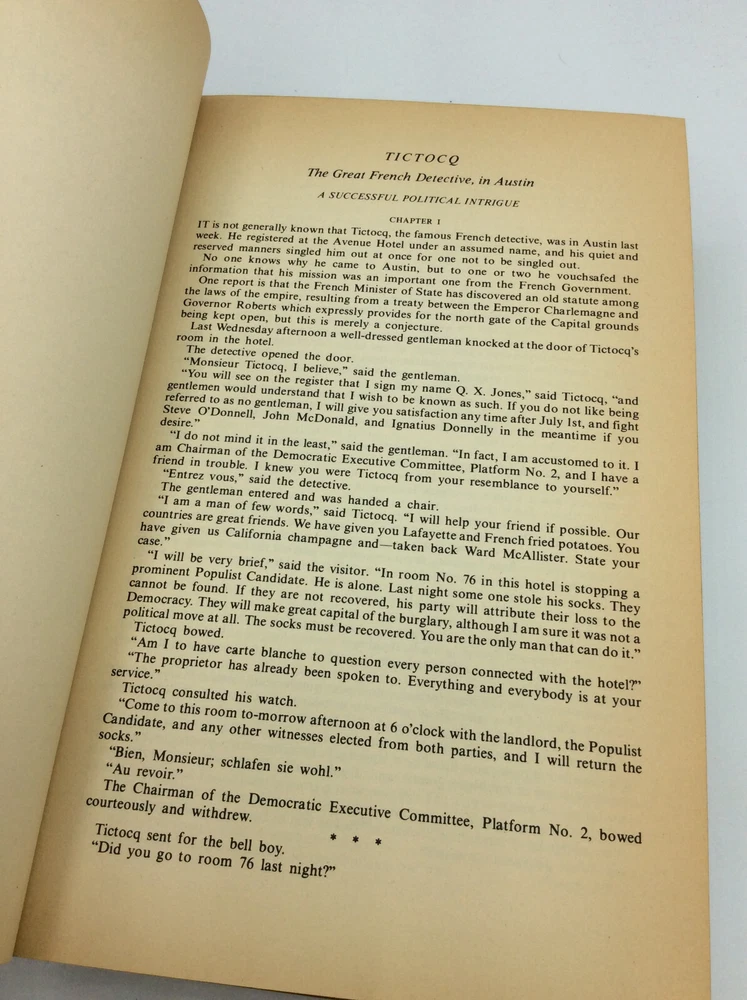 TICTOCQ
The Great French Detective, in Austin
A SUCCESSFUL POLITICAL INTRIGUE
CHAPTER 1
IT is not generally known that Tictocq, the famous French detective, was in Austin last
week. He registered at the Avenue Hotel under an assumed name, and his quiet and
reserved manners singled him out at once for one not to be singled out.
No one knows why he came to Austin, but to one or two he vouchsafed the
information that his mission was an important one from the French Government.
One report is that the French Minister of State has discovered an old statute among
the laws of the empire, resulting from a treaty between the Emperor Charlemagne and
Governor Roberts which expressly provides for the north gate of the Capital grounds
being kept open, but this is merely a conjecture.
Last Wednesday afternoon a well-dressed gentleman knocked at the door of Tictocq's
room in the hotel.
The detective opened the door.
“Monsieur Tictocq, I believe,” said the gentleman.
“You will see on the register that I sign my name Q. X. Jones,” said Tictocq, “and
gentlemen would understand that I wish to be known as such. If you do not like being
referred to as no gentleman, I will give you satisfaction any time after July 1st, and fight
Steve O'Donnell, John McDonald, and Ignatius Donnelly in the meantime if you
desire.”
“I do not mind it in the least,” said the gentleman. “In fact, I am accustomed to it. I
am Chairman of the Democratic Executive Committee, Platform No. 2, and I have a
friend in trouble. I knew you were Tictocq from your resemblance to yourself.”
“Entrez vous,” said the detective.
The gentleman entered and was handed a chair.
“I am a man of few words,” said Tictocq. “I will help your friend if possible. Our
countries are great friends. We have given you Lafayette and French fried potatoes. You
have given us California champagne and—taken back Ward McAllister. State your
case.”
“I will be very brief,” said the visitor. “In room No. 76 in this hotel is stopping a
prominent Populist Candidate. He is alone. Last night some one stole his socks. They
cannot be found. If they are not recovered, his party will attribute their loss to the
Democracy. They will make great capital of the burglary, although I am sure it was not a
political move at all. The socks must be recovered. You are the only man that can do it.”
Tictocq bowed.
“Am I to have carte blanche to question every person connected with the hotel?”
“The proprietor has already been spoken to. Everything and everybody is at your
service.”
Tictocq consulted his watch.
“Come to this room to-morrow afternoon at 6 o'clock with the landlord, the Populist
Candidate, and any other witnesses elected from both parties, and I will return the
socks.”
“Bien, Monsieur; schlafen sie wohl.”
“Au revoir.”
The Chairman of the Democratic Executive Committee, Platform No. 2, bowed
courteously and withdrew.
* * *
Tictocq sent for the bell boy.
“Did you go to room 76 last night?”